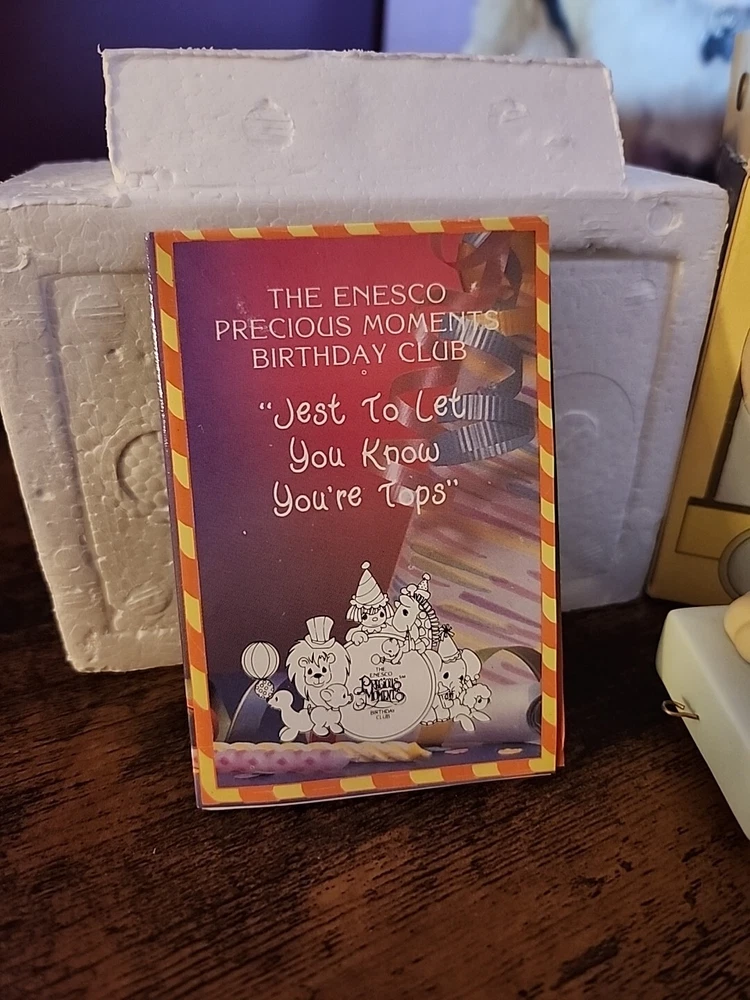 THE ENESCO
PRECIOUS MOMENTS
BIRTHDAY CLUB
"Jest To Let
You Know
You're Tops"
THE
ENESCO
PRECIOUS
MOMENTS™
BIRTHDAY
CLUB